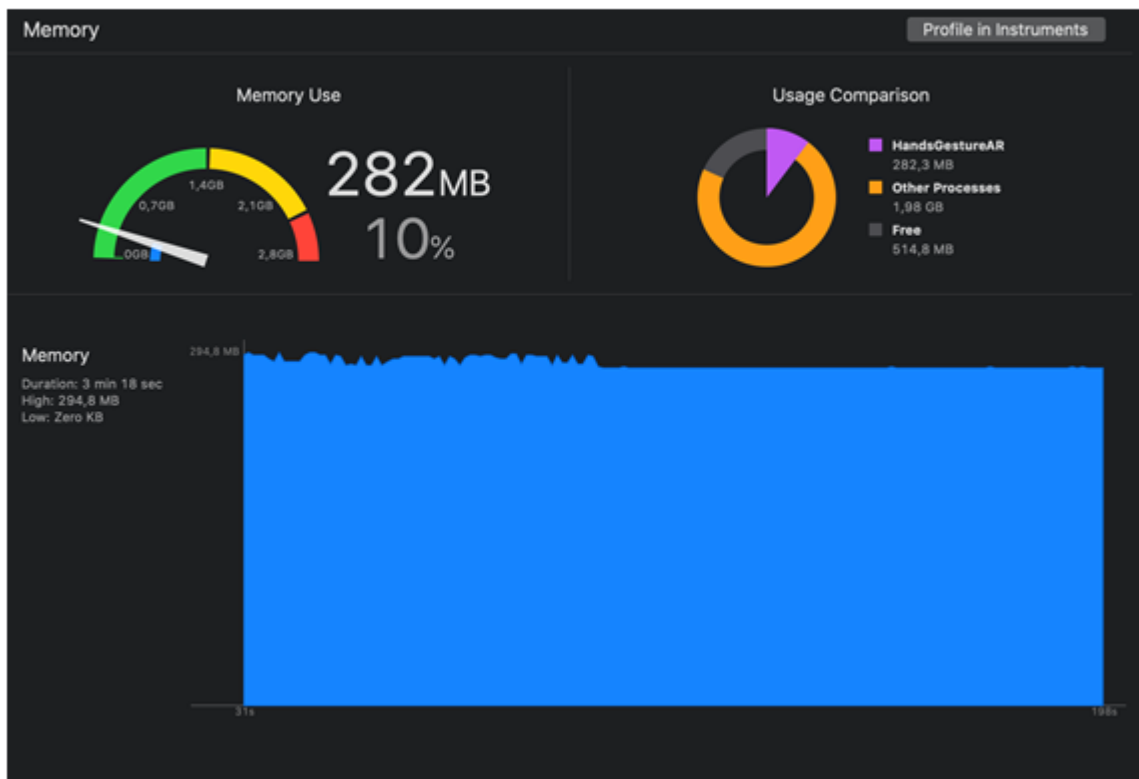 Memory
Profile in Instruments
Memory Use
Usage Comparison
1,4GB
0,7GB
2,1GB
0GB
2,8GB
282MB
10%
HandsGestureAR
282,3 MB
Other Processes
1,98 GB
Free
514,8 MB
Memory
Duration: 3 min 18 sec
High: 294,8 MB
Low: Zero KB
294,8 MB
31s
198s